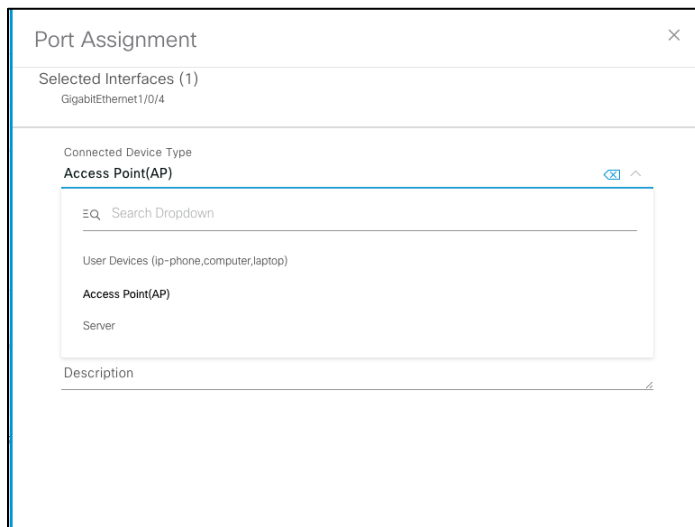 Port Assignment
Selected Interfaces (1)
GigabitEthernet1/0/4
Connected Device Type
Access Point(AP)
Search Dropdown
User Devices (ip-phone,computer,laptop)
Access Point(AP)
Server
Description